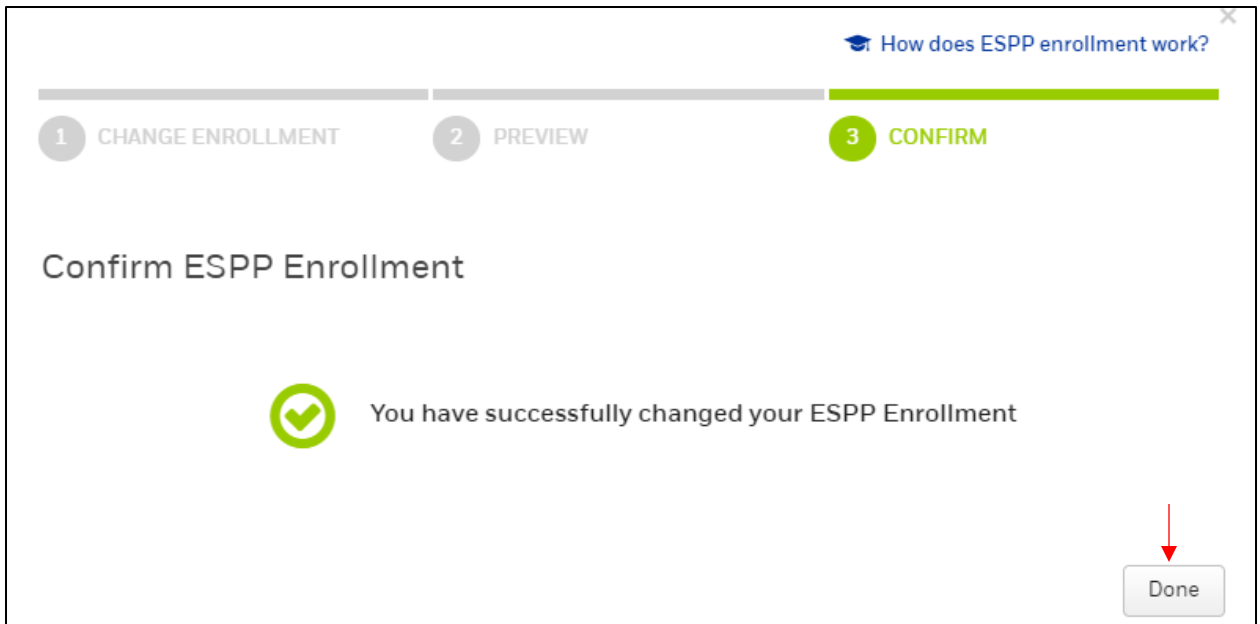 How does ESPP enrollment work?
1 CHANGE ENROLLMENT 2 PREVIEW 3 CONFIRM
Confirm ESPP Enrollment
You have successfully changed your ESPP Enrollment
Done